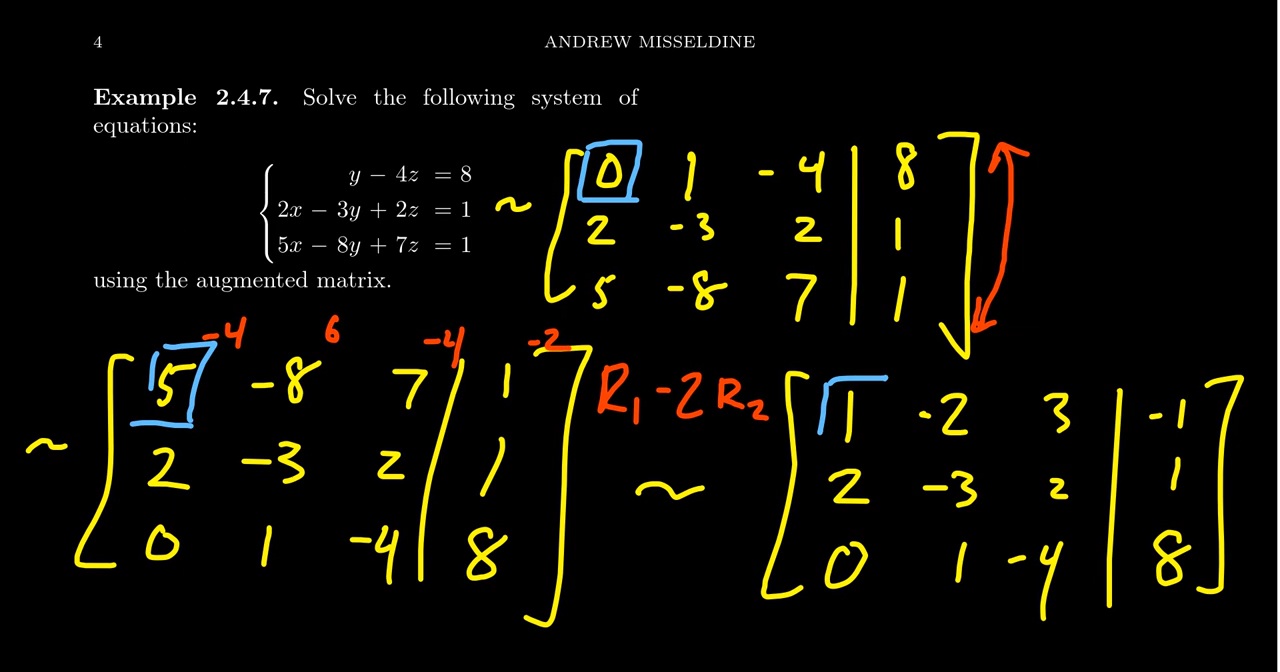 4 ANDREW MISSELDINE
Example 2.4.7. Solve the following system of
equations:
y − 4z = 8
2x − 3y + 2z = 1
5x − 8y + 7z = 1
using the augmented matrix.
~ 0 1 -4 | 8
2 -3 2 | 1
5 -8 7 | 1
-4 6 -4 -2
~ 5 -8 7 | 1
2 -3 2 | 1
0 1 -4 | 8
R1 - 2R2
~ 1 -2 3 | -1
2 -3 2 | 1
0 1 -4 | 8